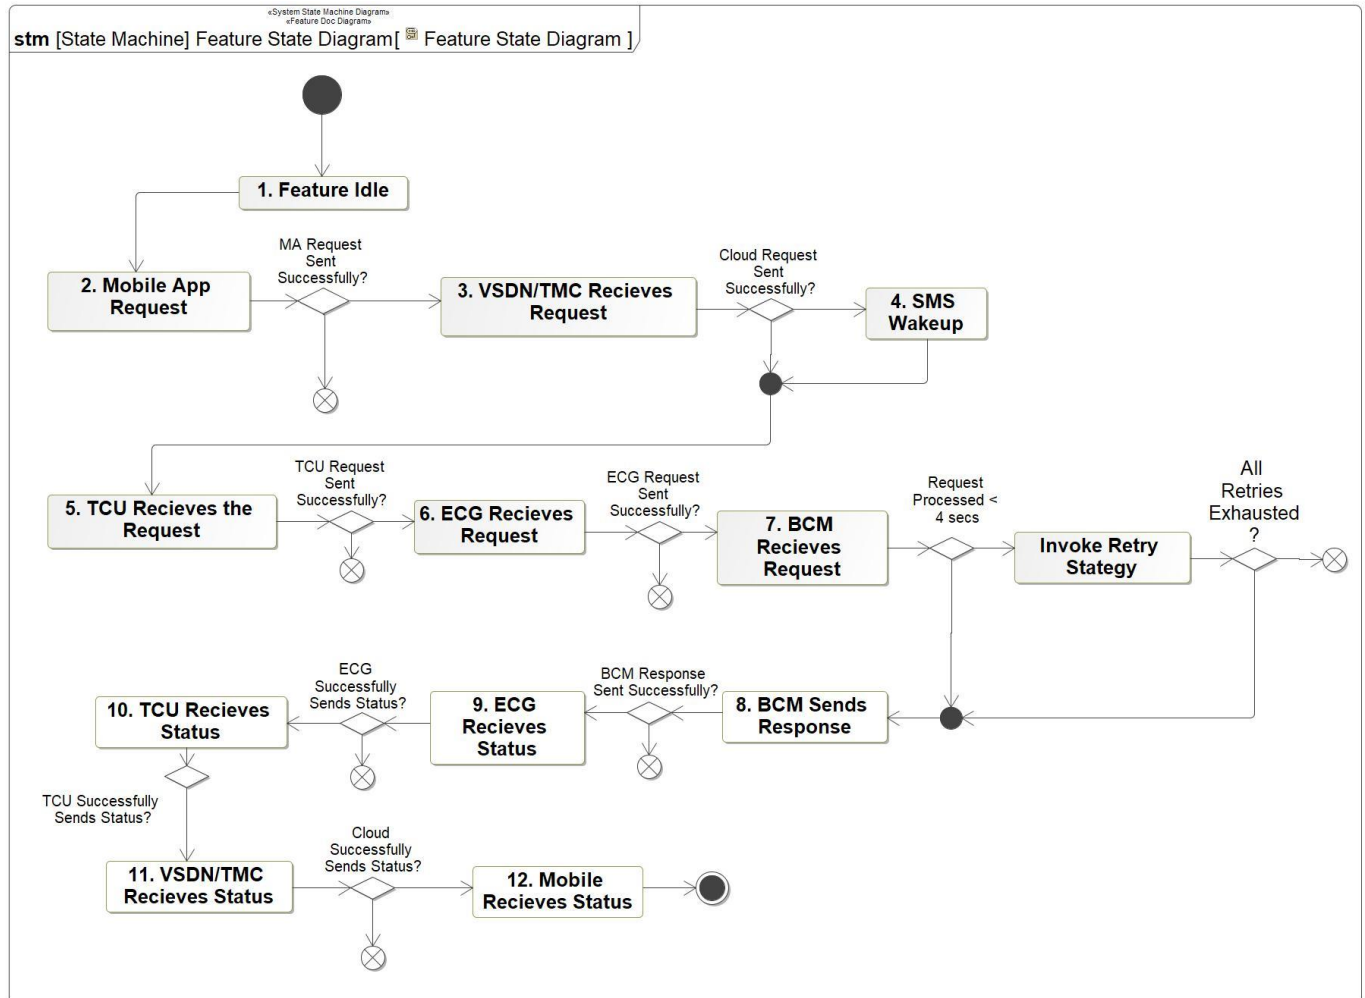 «System State Machine Diagram»
«Feature Doc Diagram»
stm [State Machine] Feature State Diagram[ Feature State Diagram ]
1. Feature Idle
MA Request
Sent
Successfully?
2. Mobile App
Request
3. VSDN/TMC Recieves
Request
Cloud Request
Sent
Successfully?
4. SMS
Wakeup
5. TCU Recieves the
Request
TCU Request
Sent
Successfully?
6. ECG Recieves
Request
ECG Request
Sent
Successfully?
7. BCM
Recieves
Request
Request
Processed <
4 secs
Invoke Retry
Stategy
All
Retries
Exhausted
?
10. TCU Recieves
Status
ECG
Successfully
Sends Status?
9. ECG
Recieves
Status
BCM Response
Sent Successfully?
8. BCM Sends
Response
TCU Successfully
Sends Status?
11. VSDN/TMC
Recieves Status
Cloud
Successfully
Sends Status?
12. Mobile
Recieves Status